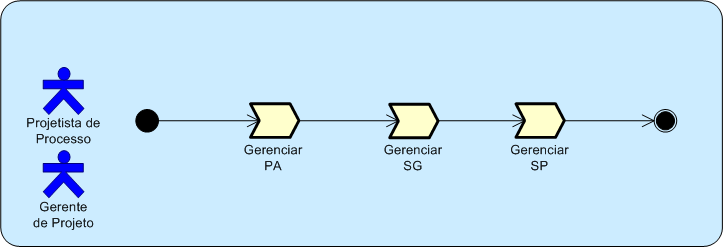 Projetista de
Processo
Gerente
de Projeto
Gerenciar
PA
Gerenciar
SG
Gerenciar
SP